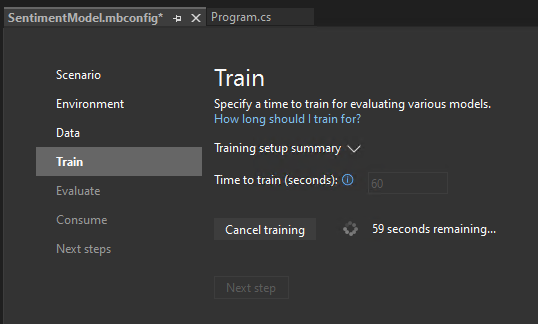 SentimentModel.mbconfig* Program.cs
Scenario
Environment
Data
Train
Evaluate
Consume
Next steps
Train
Specify a time to train for evaluating various models.
How long should I train for?
Training setup summary
Time to train (seconds): 60
Cancel training 59 seconds remaining...
Next step